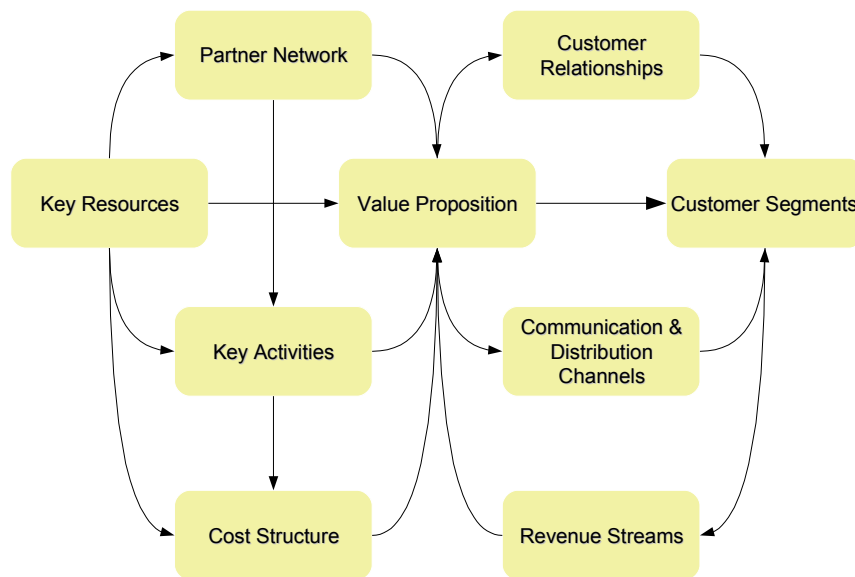 Partner Network
Customer
Relationships
Key Resources
Value Proposition
Customer Segments
Key Activities
Communication &
Distribution
Channels
Cost Structure
Revenue Streams